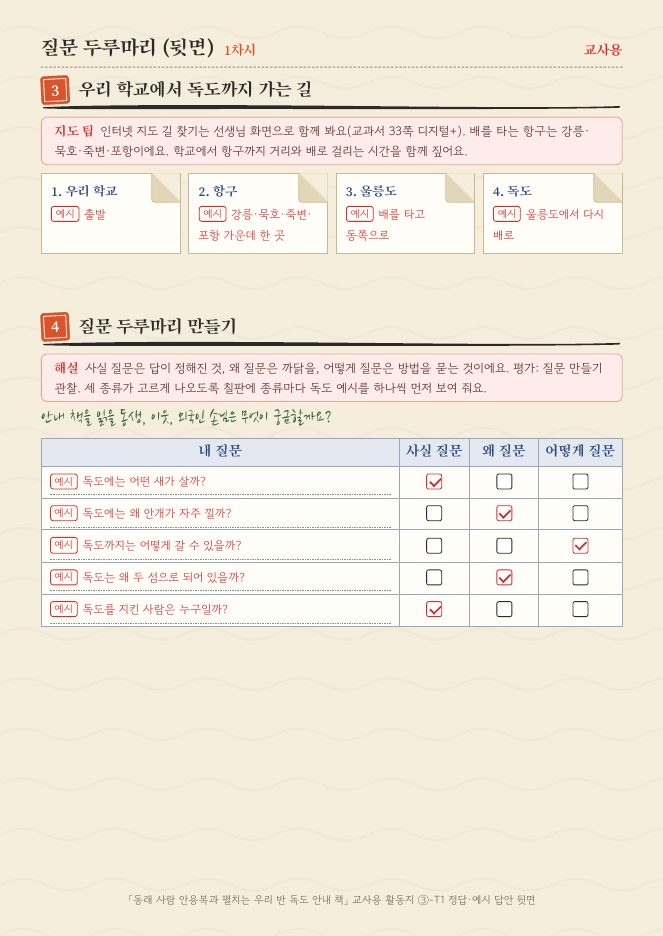 질문 두루마리 (뒷면) 1차시 교사용
3 우리 학교에서 독도까지 가는 길
지도 팁 인터넷 지도 길 찾기는 선생님 화면으로 함께 봐요(교과서 33쪽 디지털+). 배를 타는 항구는 강릉·
묵호·죽변·포항이에요. 학교에서 항구까지 거리와 배로 걸리는 시간을 함께 짚어요.
1. 우리 학교
예시 출발
2. 항구
예시 강릉·묵호·죽변·
포항 가운데 한 곳
3. 울릉도
예시 배를 타고
동쪽으로
4. 독도
예시 울릉도에서 다시
배로
4 질문 두루마리 만들기
해설 사실 질문은 답이 정해진 것, 왜 질문은 까닭을, 어떻게 질문은 방법을 묻는 것이에요. 평가: 질문 만들기
관찰. 세 종류가 고르게 나오도록 칠판에 종류마다 독도 예시를 하나씩 먼저 보여 줘요.
안내 책을 읽을 동생, 이웃, 외국인 손님은 무엇이 궁금할까요?
내 질문 사실 질문 왜 질문 어떻게 질문
예시 독도에는 어떤 새가 살까?
예시 독도에는 왜 안개가 자주 낄까?
예시 독도까지는 어떻게 갈 수 있을까?
예시 독도는 왜 두 섬으로 되어 있을까?
예시 독도를 지킨 사람은 누구일까?
「동래 사람 안용복과 펼치는 우리 반 독도 안내 책」 교사용 활동지 ③-T1 정답·예시 답안 뒷면